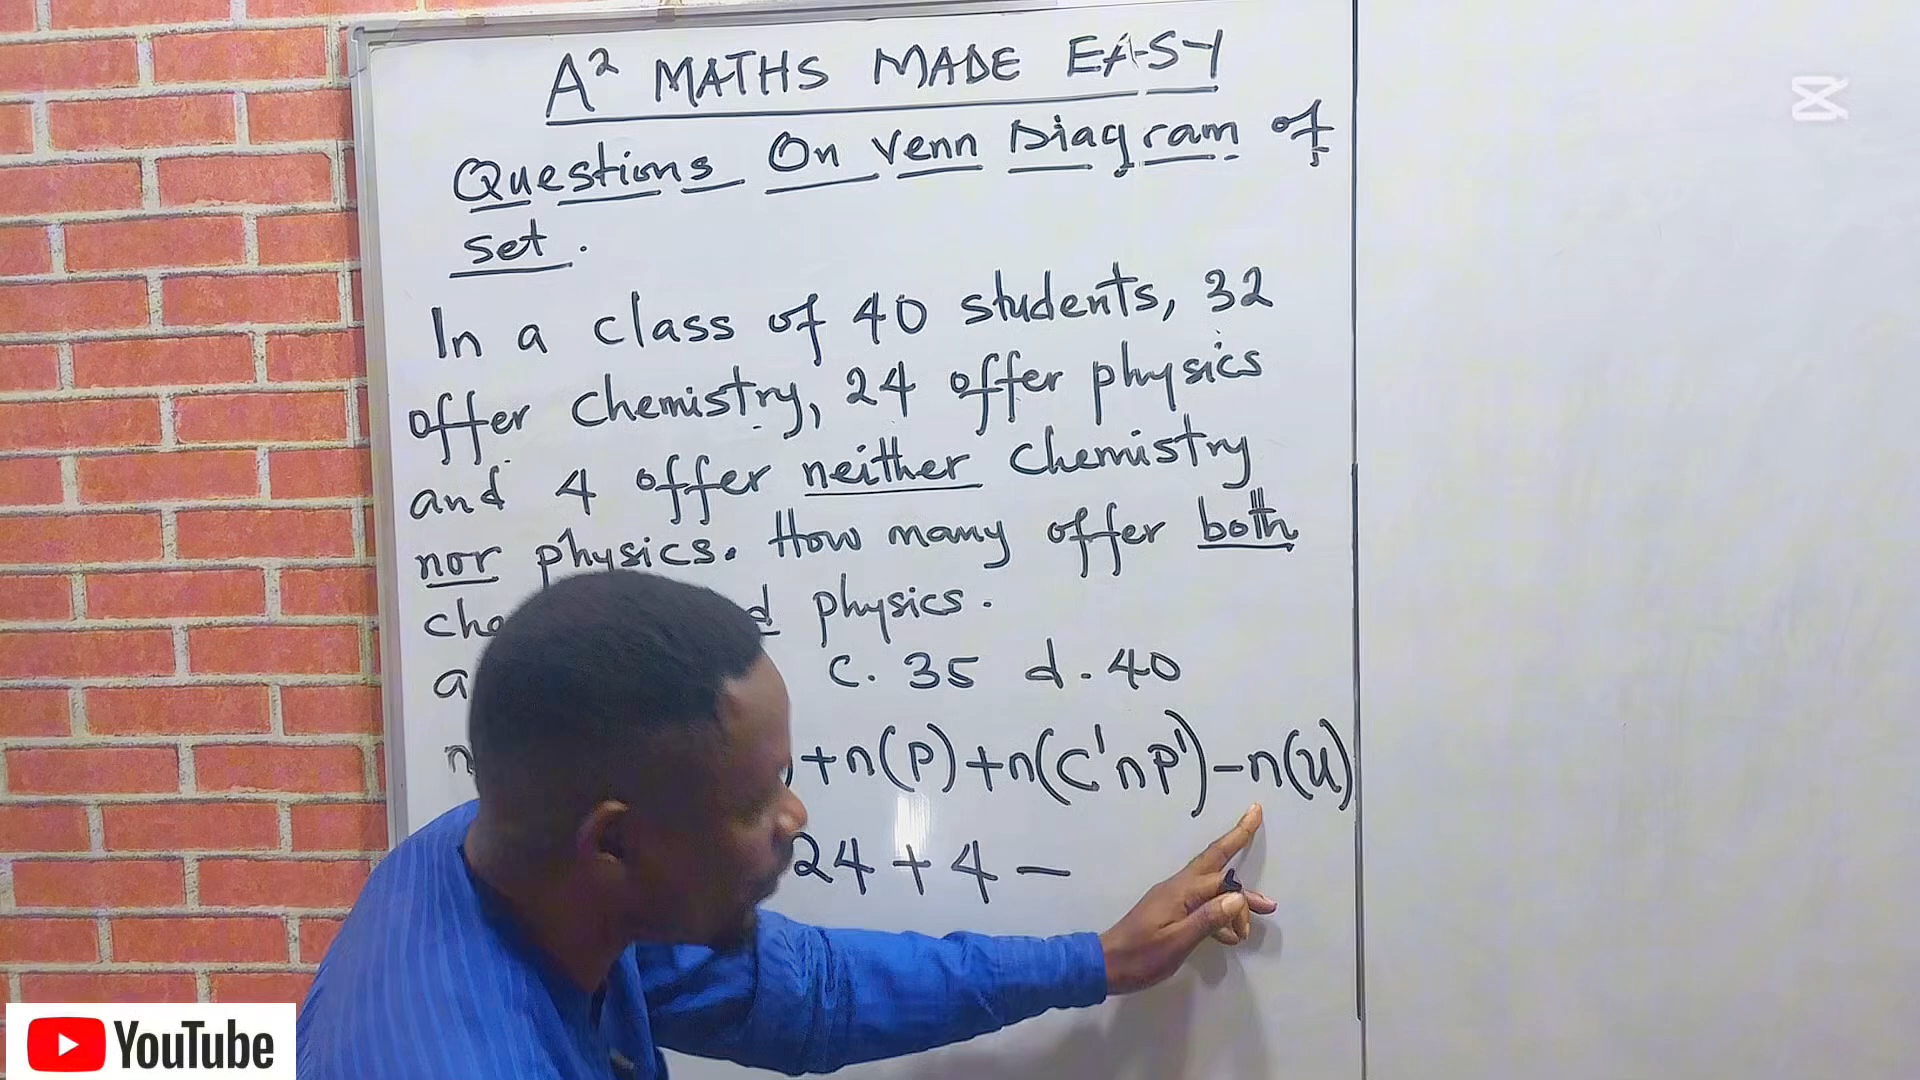 A² MATHS MADE EASY
Questions On Venn Diagram of
set.
In a class of 40 students, 32
offer chemistry, 24 offer physics
and 4 offer neither chemistry
nor physics. How many offer both
physics.
a c. 35 d. 40
n +n(P)+n(C'nP')-n(U)
24 + 4 -
YouTube